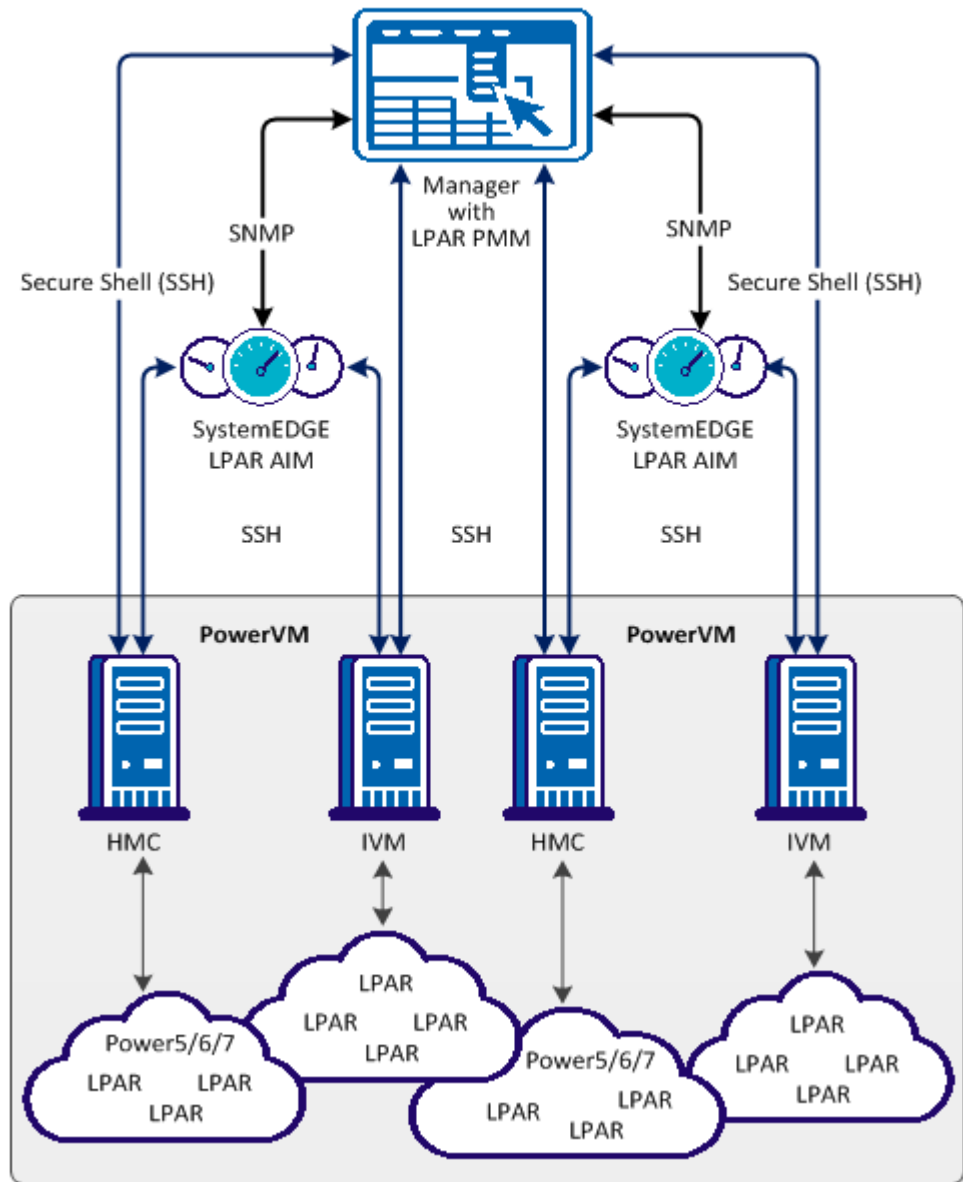 Manager
with
LPAR PMM
SNMP
SNMP
Secure Shell (SSH)
Secure Shell (SSH)
SystemEDGE
LPAR AIM
SystemEDGE
LPAR AIM
SSH
SSH
SSH
PowerVM
PowerVM
HMC
IVM
HMC
IVM
Power5/6/7
LPAR
LPAR
LPAR
LPAR
LPAR
LPAR
LPAR
Power5/6/7
LPAR
LPAR
LPAR
LPAR
LPAR
LPAR
LPAR